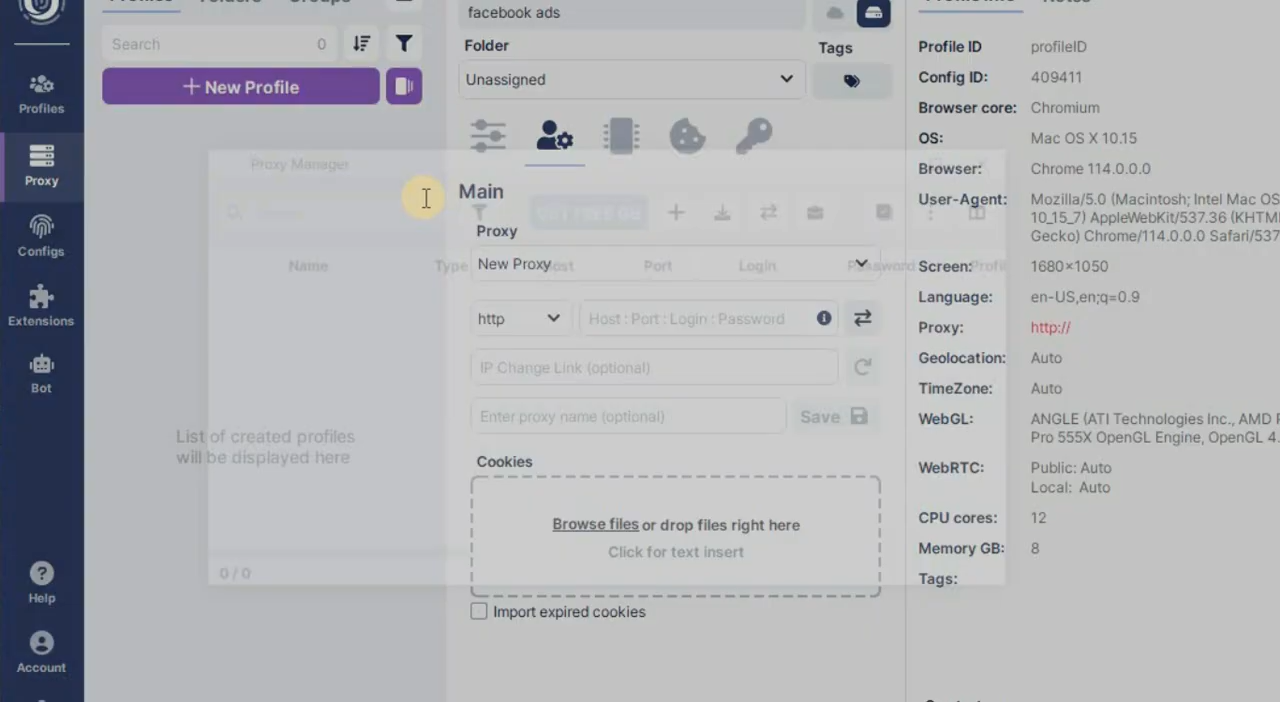 facebook ads
Search
0
Folder
Tags
Unassigned
+ New Profile
Profiles
Proxy
Configs
Extensions
Bot
Help
Account
Proxy Manager
Main
Proxy
New Proxy
Name
Type
Host
Port
Login
Password
http
Host : Port : Login : Password
IP Change Link (optional)
Enter proxy name (optional)
Save
List of created profiles
will be displayed here
Cookies
Browse files or drop files right here
Click for text insert
0 / 0
Import expired cookies
Profile ID profileID
Config ID: 409411
Browser core: Chromium
OS: Mac OS X 10.15
Browser: Chrome 114.0.0.0
User-Agent: Mozilla/5.0 (Macintosh; Intel Mac OS
10_15_7) AppleWebKit/537.36 (KHTM
Gecko) Chrome/114.0.0.0 Safari/537
Screen: 1680×1050
Language: en-US,en;q=0.9
Proxy: http://
Geolocation: Auto
TimeZone: Auto
WebGL: ANGLE (ATI Technologies Inc., AMD
Pro 555X OpenGL Engine, OpenGL 4.
WebRTC: Public: Auto
Local: Auto
CPU cores: 12
Memory GB: 8
Tags: